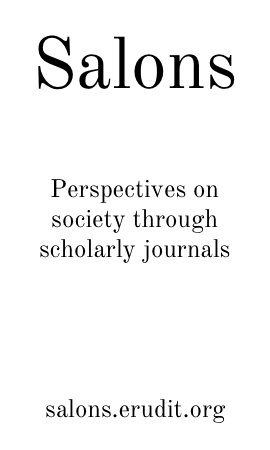 Salons
Perspectives on
society through
scholarly journals
salons.erudit.org